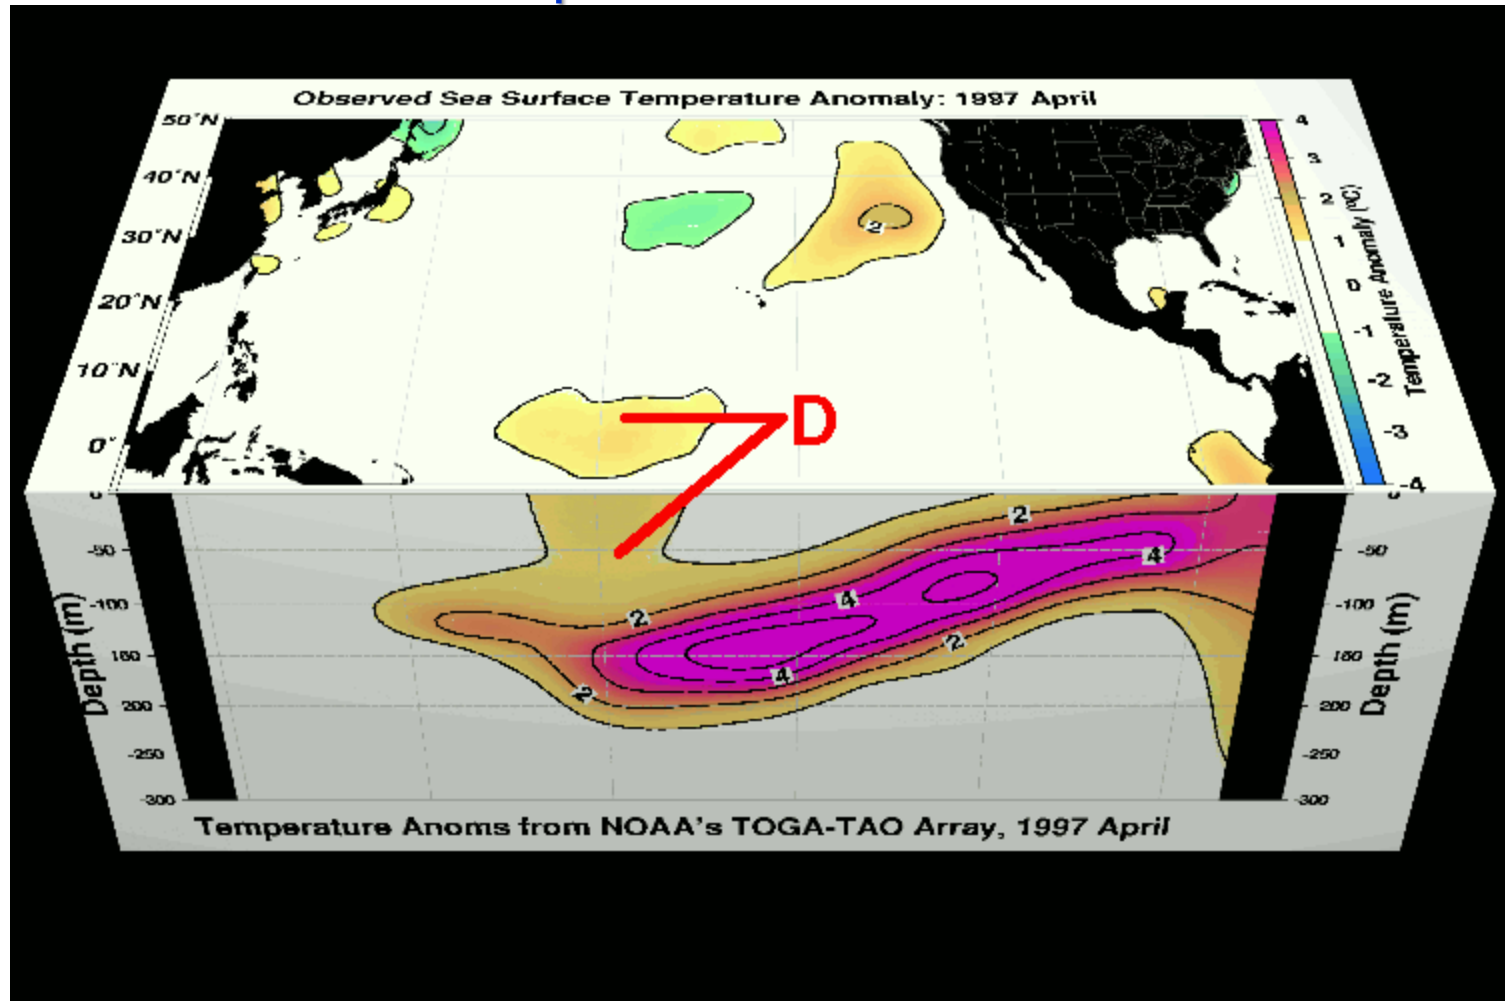 Observed Sea Surface Temperature Anomaly: 1997 April
50°N
40°N
30°N
20°N
10°N
0°
4
3
2
1
0
-1
-2
-3
-4
Temperature Anomaly (°C)
2
D
0
-50
-100
150
200
-250
-300
Depth (m)
2
4
4
2
2
4
2
0
-50
-100
150
200
-250
-300
Depth (m)
Temperature Anoms from NOAA's TOGA-TAO Array, 1997 April